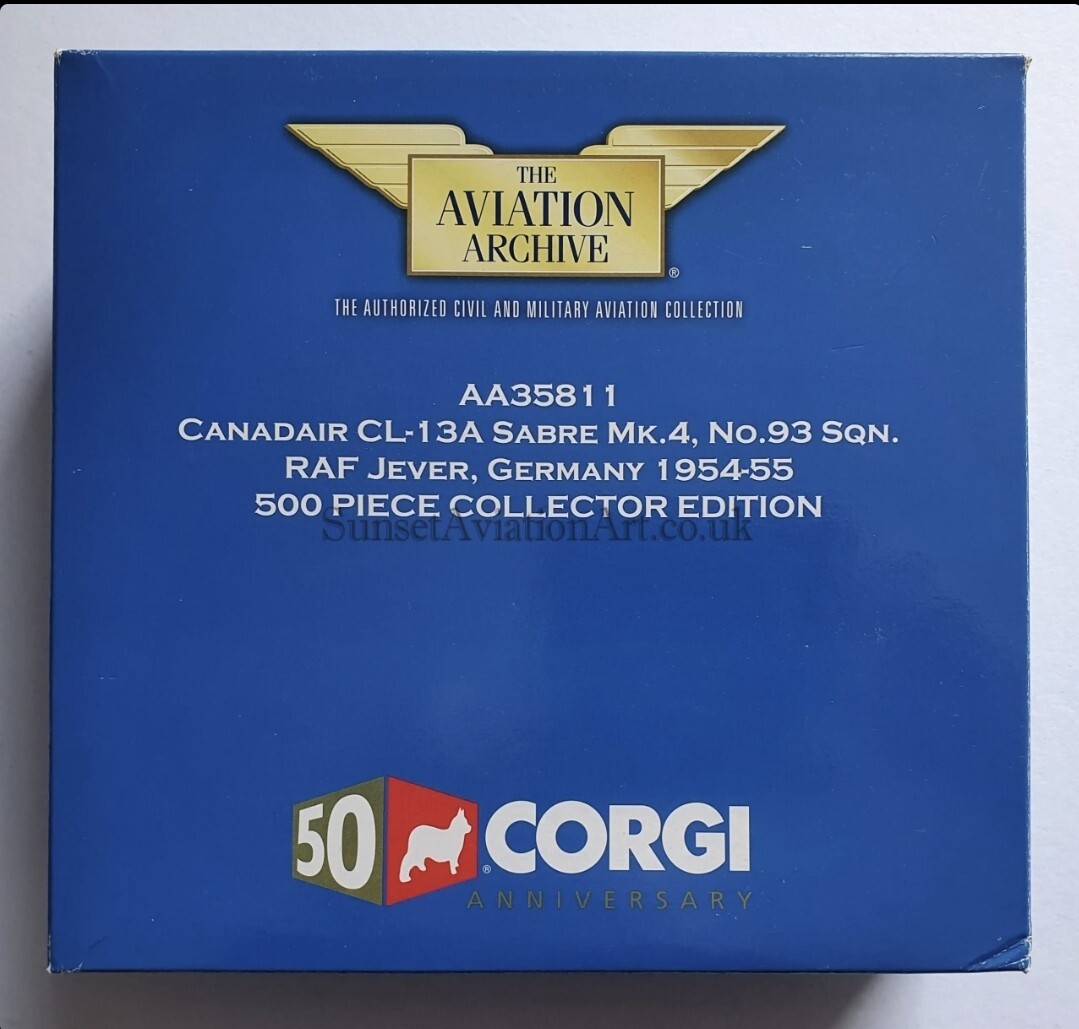 THE
AVIATION
ARCHIVE
®
THE AUTHORIZED CIVIL AND MILITARY AVIATION COLLECTION
AA35811
CANADAIR CL-13A SABRE MK.4, NO.93 SQN.
RAF JEVER, GERMANY 1954-55
500 PIECE COLLECTOR EDITION
SunsetAviationArt.co.uk
50 ® CORGI
ANNIVERSARY